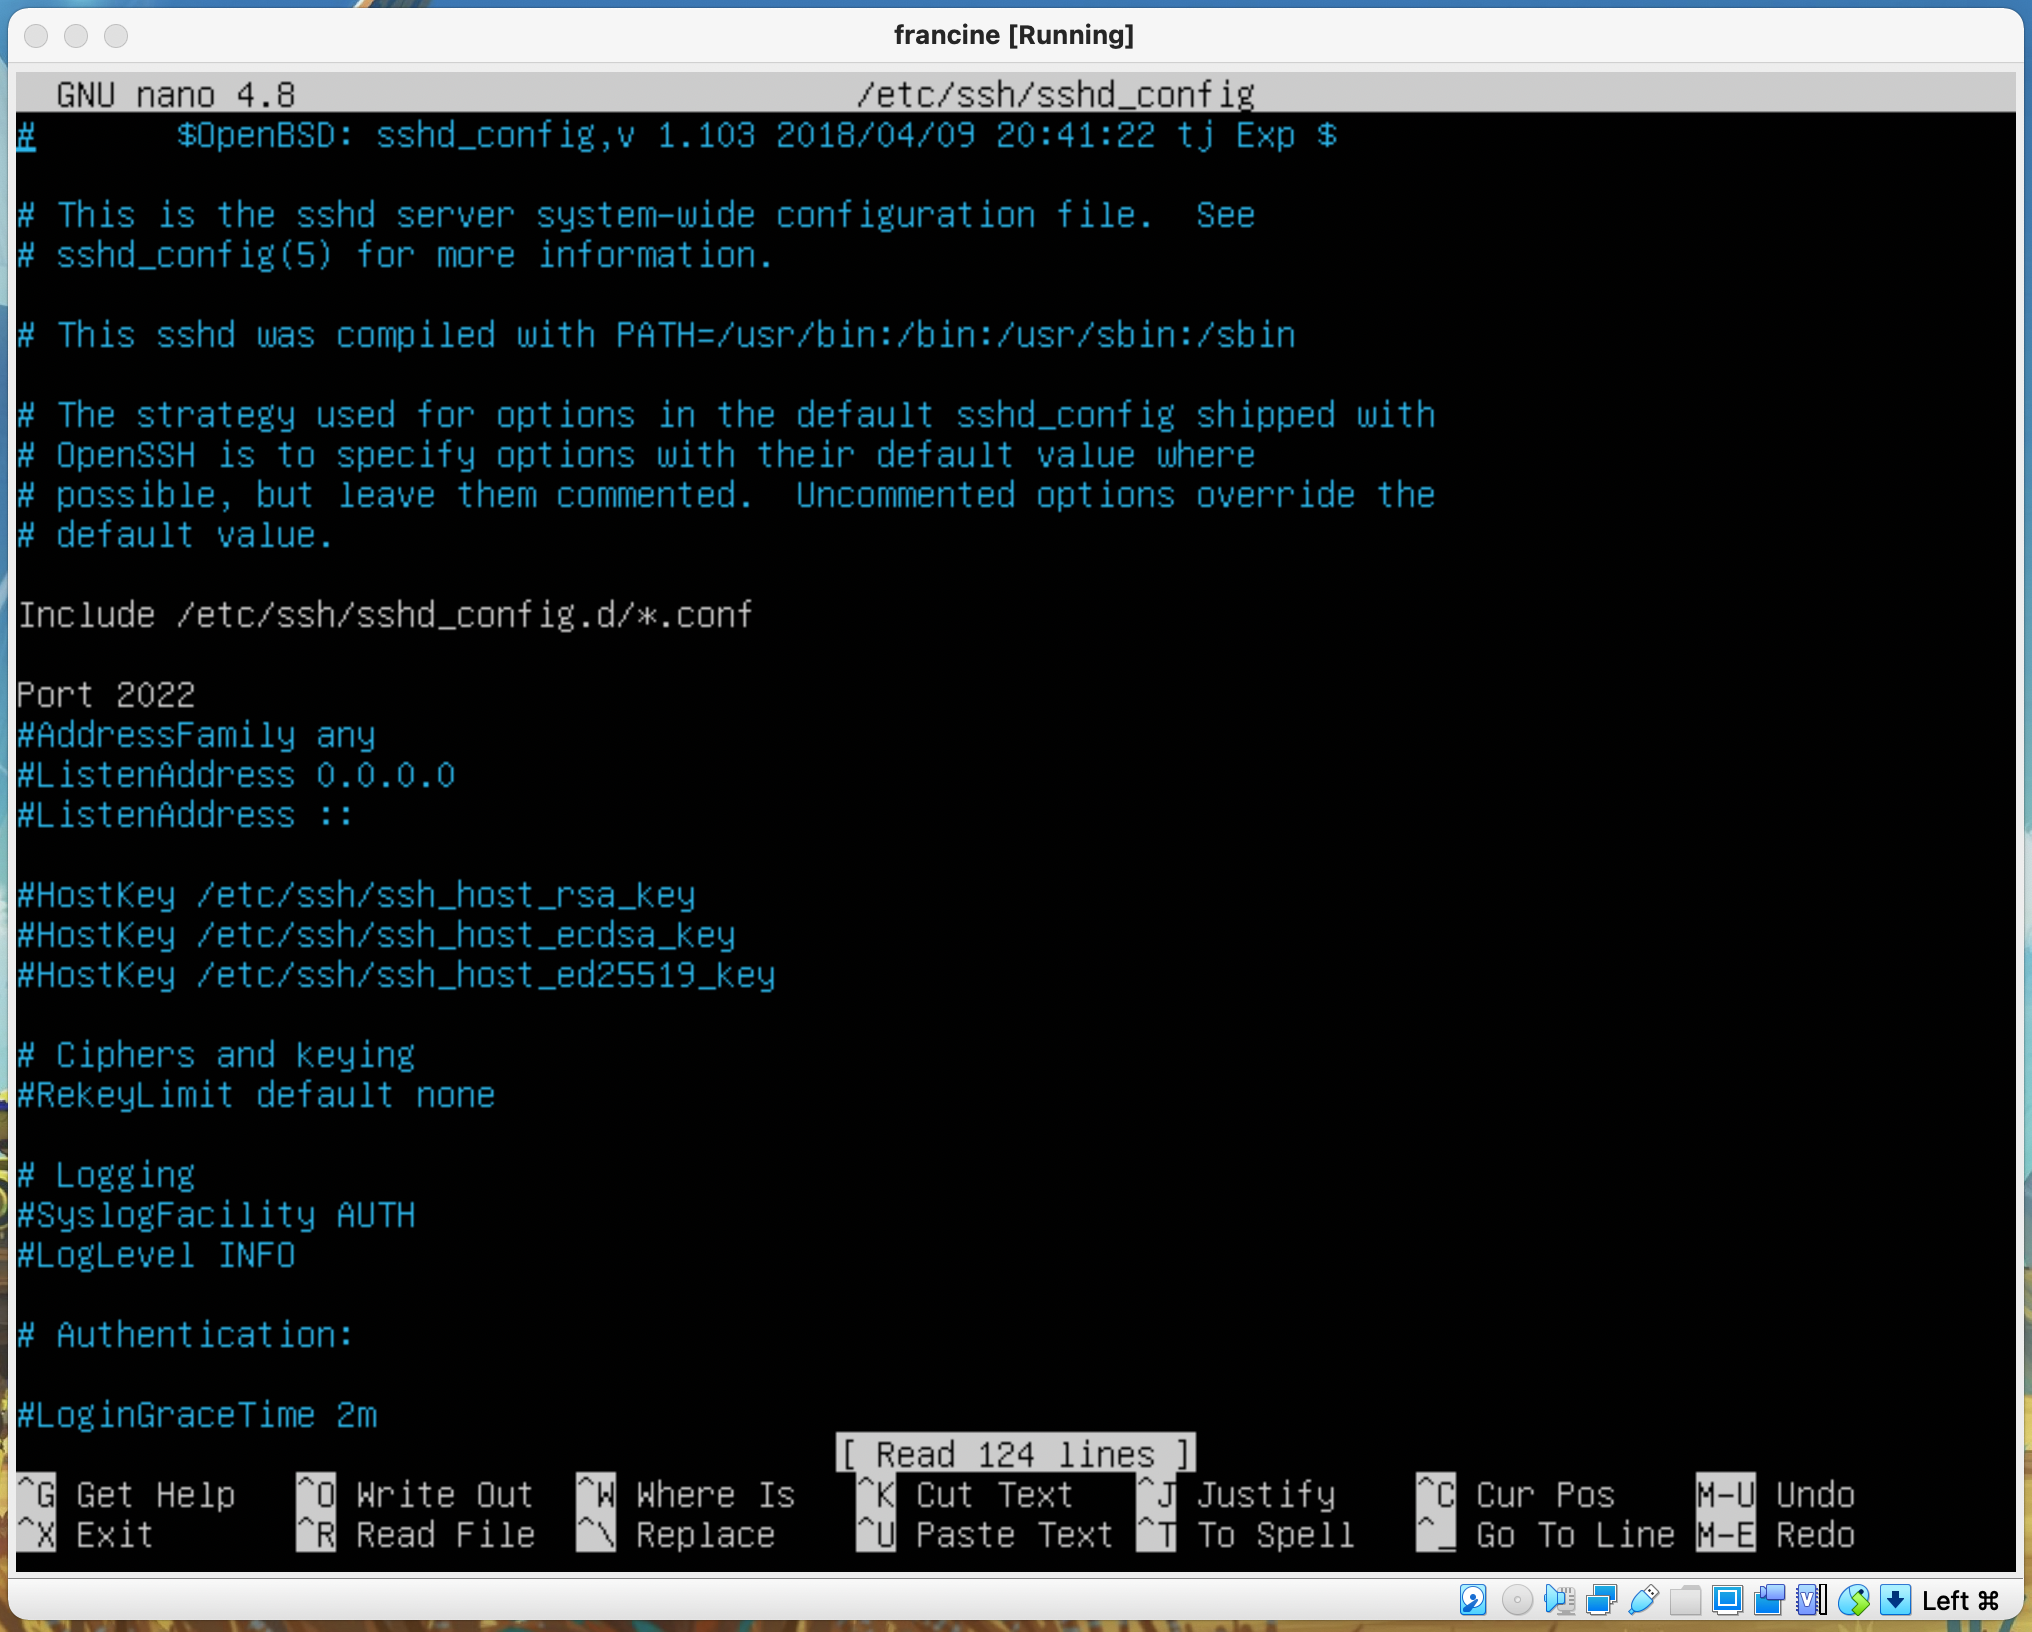 francine [Running]
GNU nano 4.8 /etc/ssh/sshd_config
# $OpenBSD: sshd_config,v 1.103 2018/04/09 20:41:22 tj Exp $
# This is the sshd server system-wide configuration file.  See
# sshd_config(5) for more information.
# This sshd was compiled with PATH=/usr/bin:/bin:/usr/sbin:/sbin
# The strategy used for options in the default sshd_config shipped with
# OpenSSH is to specify options with their default value where
# possible, but leave them commented.  Uncommented options override the
# default value.
Include /etc/ssh/sshd_config.d/*.conf
Port 2022
#AddressFamily any
#ListenAddress 0.0.0.0
#ListenAddress ::
#HostKey /etc/ssh/ssh_host_rsa_key
#HostKey /etc/ssh/ssh_host_ecdsa_key
#HostKey /etc/ssh/ssh_host_ed25519_key
# Ciphers and keying
#RekeyLimit default none
# Logging
#SyslogFacility AUTH
#LogLevel INFO
# Authentication:
#LoginGraceTime 2m
[ Read 124 lines ]
^G Get Help ^O Write Out ^W Where Is ^K Cut Text ^J Justify ^C Cur Pos M-U Undo
^X Exit ^R Read File ^\ Replace ^U Paste Text ^T To Spell ^_ Go To Line M-E Redo
Left ⌘